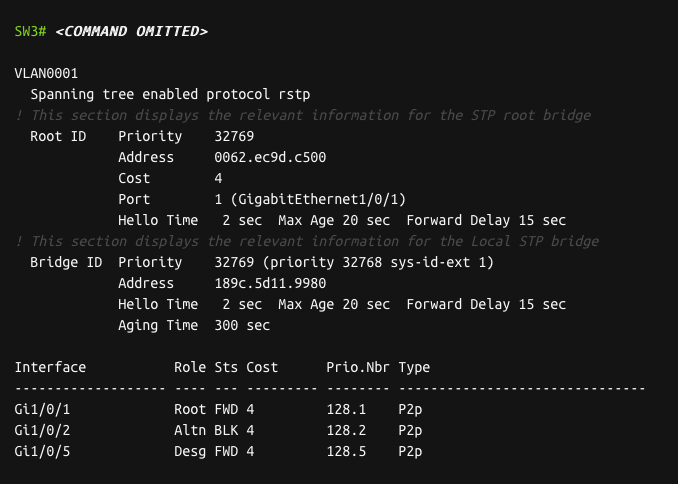 SW3# <COMMAND OMITTED>
VLAN0001
  Spanning tree enabled protocol rstp
! This section displays the relevant information for the STP root bridge
  Root ID    Priority    32769
             Address     0062.ec9d.c500
             Cost        4
             Port        1 (GigabitEthernet1/0/1)
             Hello Time   2 sec  Max Age 20 sec  Forward Delay 15 sec
! This section displays the relevant information for the Local STP bridge
  Bridge ID  Priority    32769 (priority 32768 sys-id-ext 1)
             Address     189c.5d11.9980
             Hello Time   2 sec  Max Age 20 sec  Forward Delay 15 sec
             Aging Time  300 sec
Interface           Role Sts Cost      Prio.Nbr Type
------------------- ---- --- --------- -------- -------------------------------
Gi1/0/1             Root FWD 4         128.1    P2p
Gi1/0/2             Altn BLK 4         128.2    P2p
Gi1/0/5             Desg FWD 4         128.5    P2p